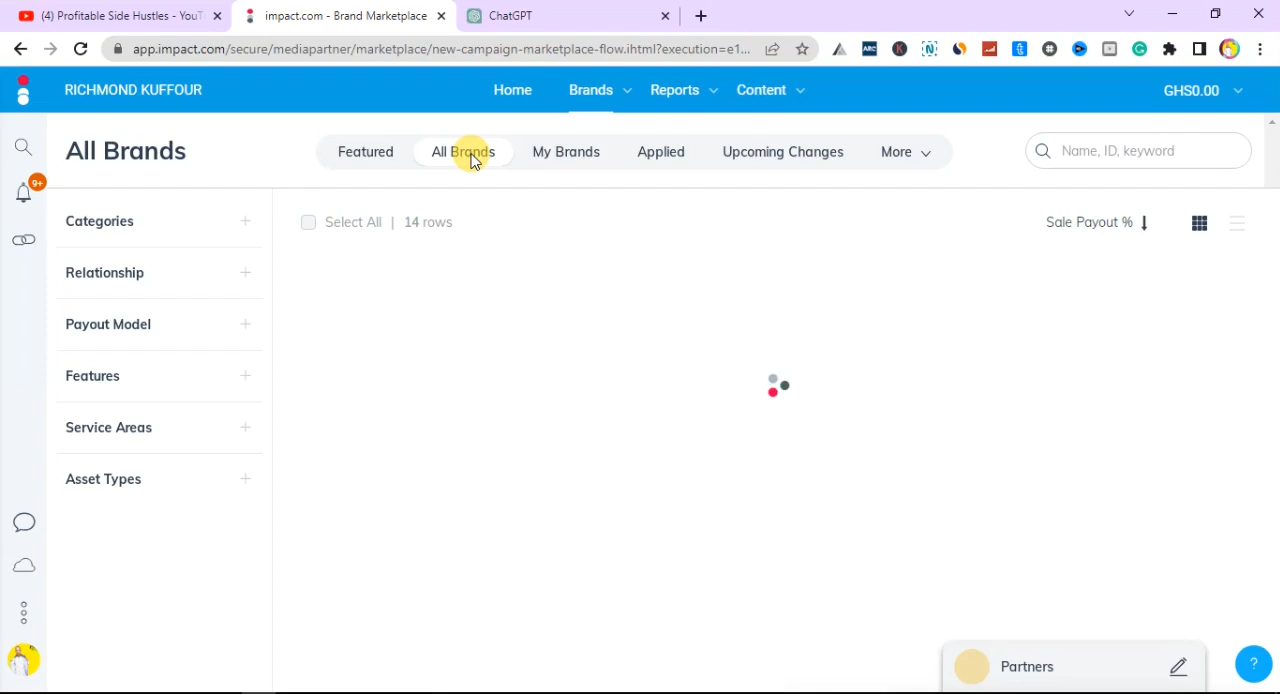 (4) Profitable Side Hustles - YouT
impact.com - Brand Marketplace
ChatGPT
app.impact.com/secure/mediapartner/marketplace/new-campaign-marketplace-flow.ihtml?execution=e1...
ARC
K
N
RICHMOND KUFFOUR
Home
Brands
Reports
Content
GHS0.00
All Brands
Featured
All Brands
My Brands
Applied
Upcoming Changes
More
Name, ID, keyword
9+
Categories
Select All | 14 rows
Sale Payout %
Relationship
Payout Model
Features
Service Areas
Asset Types
Partners
?